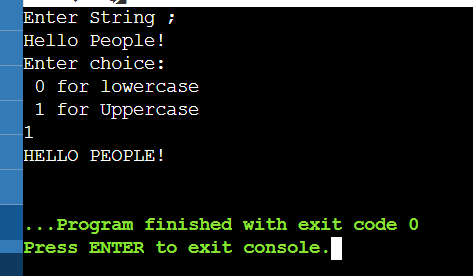 Enter String ;
Hello People!
Enter choice:
 0 for lowercase
 1 for Uppercase
1
HELLO PEOPLE!
...Program finished with exit code 0
Press ENTER to exit console.